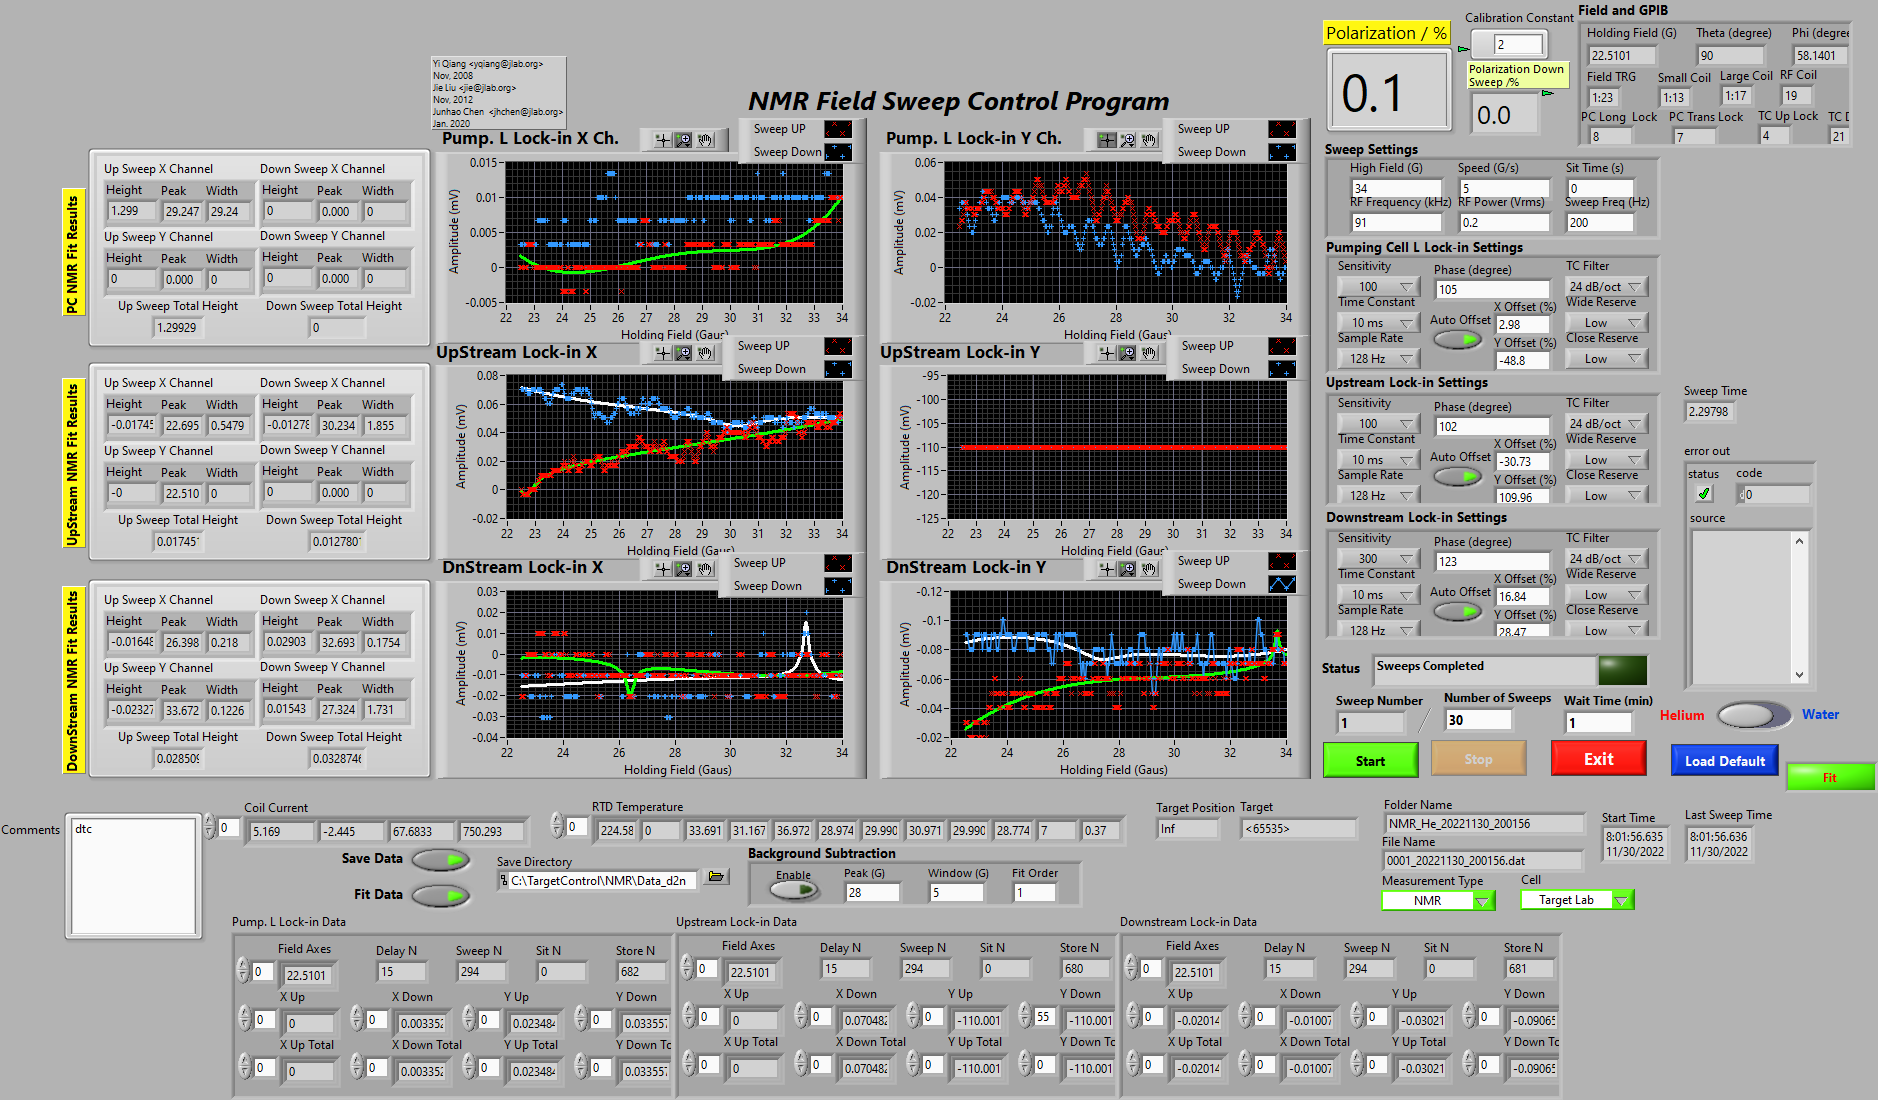 Yi Qiang <yqiang@jlab.org>
Nov, 2008
Jie Liu <jie@jlab.org>
Nov, 2012
Junhao Chen <jhchen@jlab.org>
Jan. 2020
NMR Field Sweep Control Program
Polarization / %
0.1
Calibration Constant
2
Polarization Down
Sweep /%
0.0
Field and GPIB
Holding Field (G) Theta (degree) Phi (degree
22.5101 90 58.1401
Field TRG Small Coil Large Coil RF Coil
1:23 1:13 1:17 19
PC Long Lock PC Trans Lock TC Up Lock TC D
8 7 4 21
PC NMR Fit Results
Up Sweep X Channel Down Sweep X Channel
Height Peak Width Height Peak Width
1.299 29.247 29.24 0 0.000 0
Up Sweep Y Channel Down Sweep Y Channel
Height Peak Width Height Peak Width
0 0.000 0 0 0.000 0
Up Sweep Total Height Down Sweep Total Height
1.29929 0
UpStream NMR Fit Results
Up Sweep X Channel Down Sweep X Channel
Height Peak Width Height Peak Width
-0.01745 22.695 0.5479 -0.01278 30.234 1.855
Up Sweep Y Channel Down Sweep Y Channel
Height Peak Width Height Peak Width
-0 22.510 0 0 0.000 0
Up Sweep Total Height Down Sweep Total Height
0.01745 0.012780
DownStream NMR Fit Results
Up Sweep X Channel Down Sweep X Channel
Height Peak Width Height Peak Width
-0.01648 26.398 0.218 0.02903 32.693 0.1754
Up Sweep Y Channel Down Sweep Y Channel
Height Peak Width Height Peak Width
-0.02327 33.672 0.1226 0.01543 27.324 1.731
Up Sweep Total Height Down Sweep Total Height
0.028509 0.0328746
Pump. L Lock-in X Ch.
Sweep UP
Sweep Down
Amplitude (mV)
0.015
0.01
0.005
0
-0.005
22 23 24 25 26 27 28 29 30 31 32 33 34
Holding Field (Gaus)
Pump. L Lock-in Y Ch.
Sweep UP
Sweep Down
Amplitude (mV)
0.06
0.04
0.02
0
-0.02
22 24 26 28 30 32 34
Holding Field (Gaus)
UpStream Lock-in X
Sweep UP
Sweep Down
Amplitude (mV)
0.08
0.06
0.04
0.02
0
-0.02
22 23 24 25 26 27 28 29 30 31 32 33 34
Holding Field (Gaus)
UpStream Lock-in Y
Sweep UP
Sweep Down
Amplitude (mV)
-95
-100
-105
-110
-115
-120
-125
22 23 24 25 26 27 28 29 30 31 32 33 34
Holding Field (Gaus)
DnStream Lock-in X
Sweep UP
Sweep Down
Amplitude (mV)
0.03
0.02
0.01
0
-0.01
-0.02
-0.03
-0.04
22 24 26 28 30 32 34
Holding Field (Gaus)
DnStream Lock-in Y
Sweep UP
Sweep Down
Amplitude (mV)
-0.12
-0.1
-0.08
-0.06
-0.04
-0.02
22 24 26 28 30 32 34
Holding Field (Gaus)
Sweep Settings
High Field (G) Speed (G/s) Sit Time (s)
34 5 0
RF Frequency (kHz) RF Power (Vrms) Sweep Freq (Hz)
91 0.2 200
Pumping Cell L Lock-in Settings
Sensitivity Phase (degree) TC Filter
100 105 24 dB/oct
Time Constant X Offset (%) Wide Reserve
10 ms Auto Offset 2.98 Low
Sample Rate Y Offset (%) Close Reserve
128 Hz -48.8 Low
Upstream Lock-in Settings
Sensitivity Phase (degree) TC Filter
100 102 24 dB/oct
Time Constant X Offset (%) Wide Reserve
10 ms Auto Offset -30.73 Low
Sample Rate Y Offset (%) Close Reserve
128 Hz 109.96 Low
Downstream Lock-in Settings
Sensitivity Phase (degree) TC Filter
300 123 24 dB/oct
Time Constant X Offset (%) Wide Reserve
10 ms Auto Offset 16.84 Low
Sample Rate Y Offset (%) Close Reserve
128 Hz 28.47 Low
Sweep Time
2.29798
error out
status code
0
source
Status Sweeps Completed
Sweep Number Number of Sweeps Wait Time (min)
1 / 30 1
Helium Water
Start Stop Exit Load Default Fit
Comments
dtc
Coil Current
0 5.169 -2.445 67.6833 750.293
RTD Temperature
0 224.58 0 33.691 31.167 36.972 28.974 29.990 30.971 29.990 28.774 7 0.37
Target Position Target
Inf <65535>
Folder Name
NMR_He_20221130_200156
File Name
0001_20221130_200156.dat
Start Time Last Sweep Time
8:01:56.635 8:01:56.636
11/30/2022 11/30/2022
Measurement Type Cell
NMR Target Lab
Save Data
Fit Data
Save Directory
C:\TargetControl\NMR\Data_d2n
Background Subtraction
Enable Peak (G) Window (G) Fit Order
28 5 1
Pump. L Lock-in Data
Field Axes Delay N Sweep N Sit N Store N
0 22.5101 15 294 0 682
X Up X Down Y Up Y Down
0 0 0 0.003352 0 0.023484 0 0.033557
X Up Total X Down Total Y Up Total Y Down To
0 0 0 0.003352 0 0.023484 0 0.033557
Upstream Lock-in Data
Field Axes Delay N Sweep N Sit N Store N
0 22.5101 15 294 0 680
X Up X Down Y Up Y Down
0 0 0 0.070482 0 -110.001 55 -110.001
X Up Total X Down Total Y Up Total Y Down To
0 0 0 0.070482 0 -110.001 0 -110.001
Downstream Lock-in Data
Field Axes Delay N Sweep N Sit N Store N
0 22.5101 15 294 0 681
X Up X Down Y Up Y Down
0 -0.02014 0 -0.01007 0 -0.03021 0 -0.09065
X Up Total X Down Total Y Up Total Y Down To
0 -0.02014 0 -0.01007 0 -0.03021 0 -0.09065